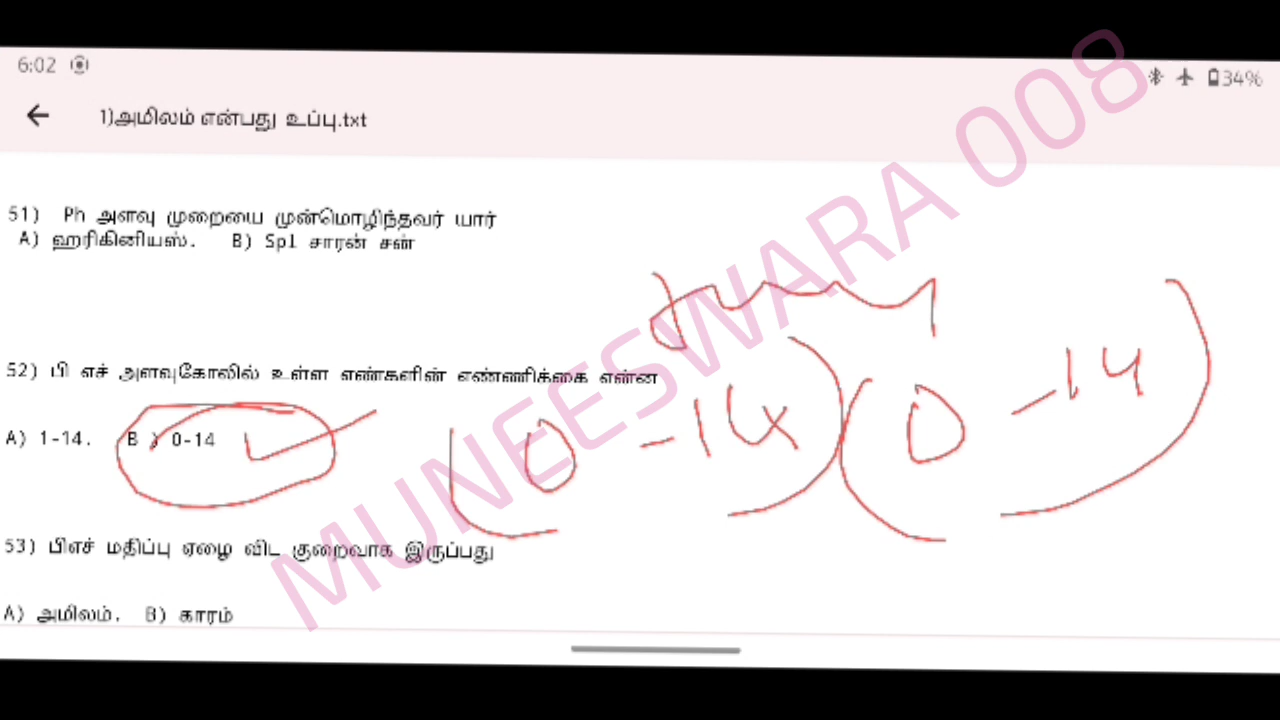 6:02
34%
1)அமிலம் என்பது உப்பு.txt
51) Ph அளவு முறையை முன்மொழிந்தவர் யார்
A) ஹரிகினியஸ். B) Spl சாரன் சன்
52) பி எச் அளவுகோலில் உள்ள எண்களின் எண்ணிக்கை என்ன
A) 1-14. B ) 0-14
(0 -14) (0 -14)
53) பிஎச் மதிப்பு ஏழை விட குறைவாக இருப்பது
A) அமிலம். B) காரம்
MUNEESWARA 008